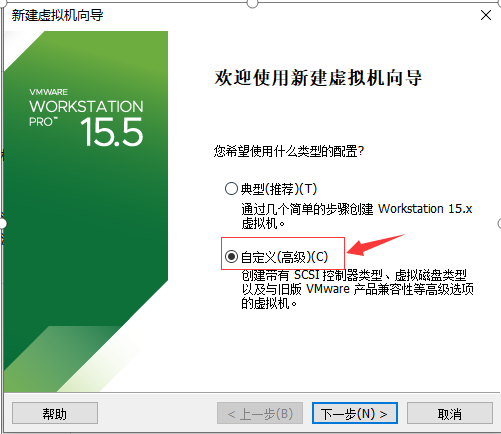 新建虚拟机向导
VMWARE
WORKSTATION
PRO™
15.5
欢迎使用新建虚拟机向导
您希望使用什么类型的配置?
典型(推荐)(T)
通过几个简单的步骤创建 Workstation 15.x
虚拟机。
自定义(高级)(C)
创建带有 SCSI 控制器类型、虚拟磁盘类型
以及与旧版 VMware 产品兼容性等高级选项
的虚拟机。
帮助
< 上一步(B)
下一步(N) >
取消